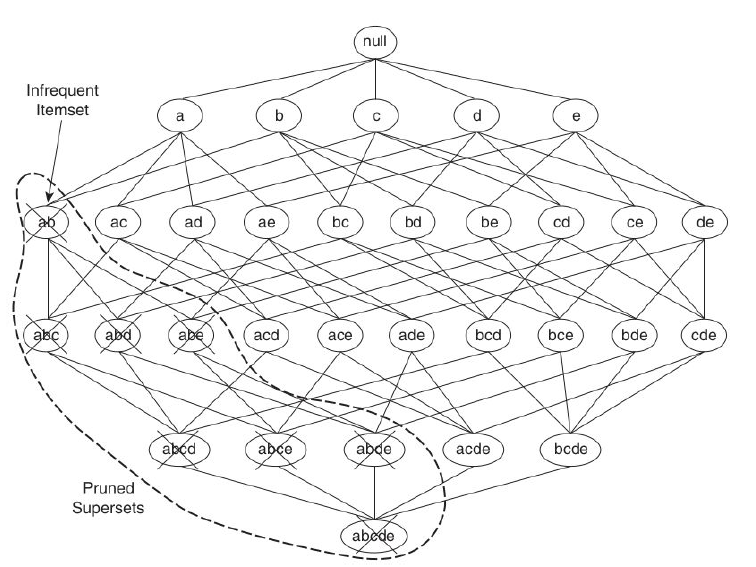 null
Infrequent
Itemset
a
b
c
d
e
ab
ac
ad
ae
bc
bd
be
cd
ce
de
abc
abd
abe
acd
ace
ade
bcd
bce
bde
cde
abcd
abce
abde
acde
bcde
Pruned
Supersets
abcde